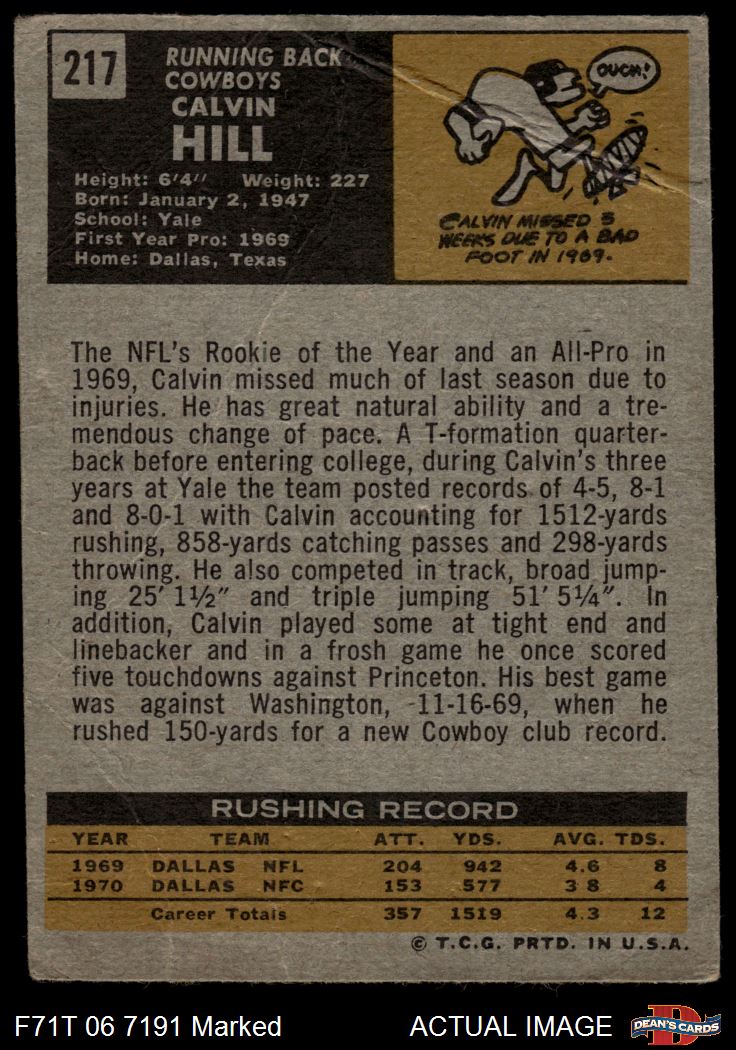 217
RUNNING BACK
COWBOYS
CALVIN
HILL
Height: 6'4'' Weight: 227
Born: January 2, 1947
School: Yale
First Year Pro: 1969
Home: Dallas, Texas
OUCH!
CALVIN MISSED 5
WEEKS DUE TO A BAD
FOOT IN 1969.
The NFL's Rookie of the Year and an All-Pro in
1969, Calvin missed much of last season due to
injuries. He has great natural ability and a tre-
mendous change of pace. A T-formation quarter-
back before entering college, during Calvin's three
years at Yale the team posted records of 4-5, 8-1
and 8-0-1 with Calvin accounting for 1512-yards
rushing, 858-yards catching passes and 298-yards
throwing. He also competed in track, broad jump-
ing 25' 1½" and triple jumping 51' 5¼". In
addition, Calvin played some at tight end and
linebacker and in a frosh game he once scored
five touchdowns against Princeton. His best game
was against Washington, 11-16-69, when he
rushed 150-yards for a new Cowboy club record.
RUSHING RECORD
YEAR TEAM ATT. YDS. AVG. TDS.
1969 DALLAS NFL 204 942 4.6 8
1970 DALLAS NFC 153 577 3 8 4
Career Totals 357 1519 4.3 12
© T.C.G. PRTD. IN U.S.A.
F71T 06 7191 Marked ACTUAL IMAGE DEAN'S CARDS